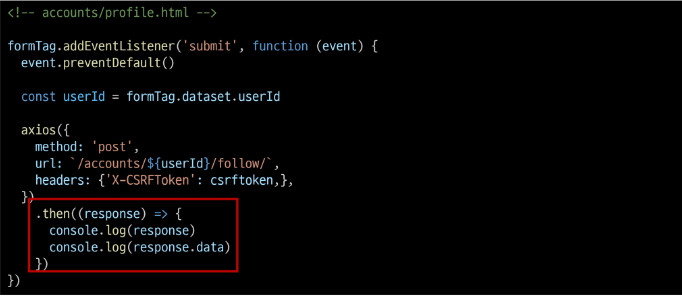 <!-- accounts/profile.html -->
formTag.addEventListener('submit', function (event) {
  event.preventDefault()
  const userId = formTag.dataset.userId
  axios({
    method: 'post',
    url: `/accounts/${userId}/follow/`,
    headers: {'X-CSRFToken': csrftoken,},
  })
    .then((response) => {
      console.log(response)
      console.log(response.data)
    })
})